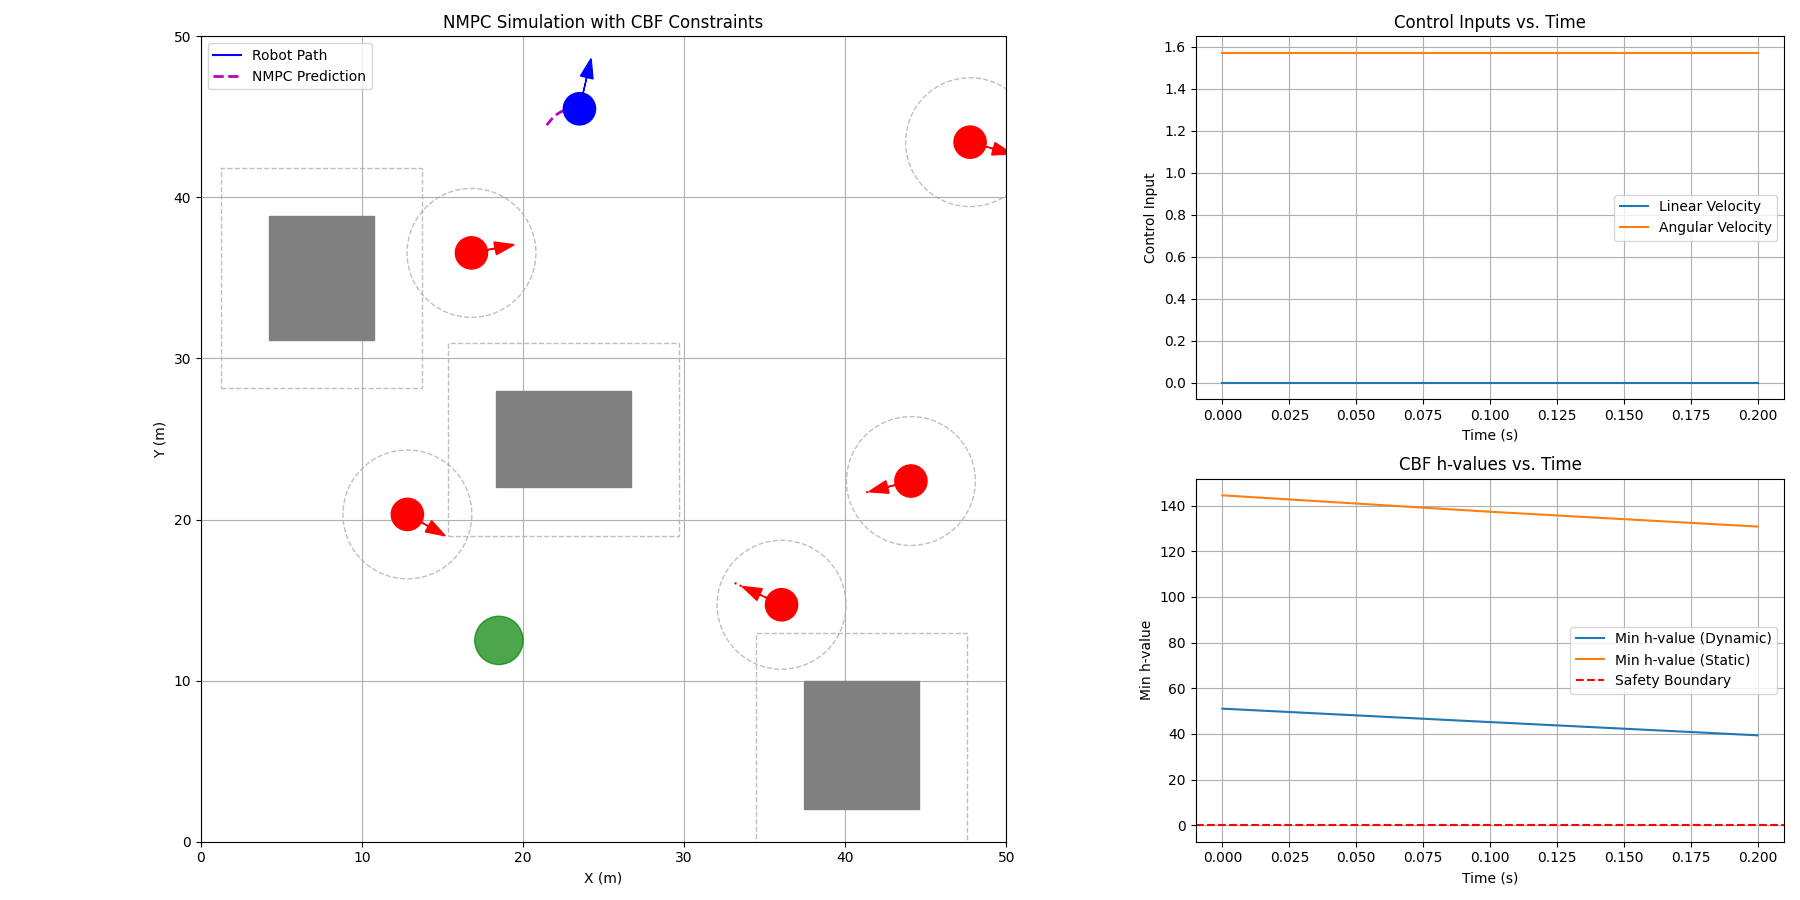 NMPC Simulation with CBF Constraints
Robot Path
NMPC Prediction
50
40
30
20
10
0
Y (m)
0 10 20 30 40 50
X (m)
Control Inputs vs. Time
1.6
1.4
1.2
1.0
0.8
0.6
0.4
0.2
0.0
Control Input
Linear Velocity
Angular Velocity
0.000 0.025 0.050 0.075 0.100 0.125 0.150 0.175 0.200
Time (s)
CBF h-values vs. Time
140
120
100
80
60
40
20
0
Min h-value
Min h-value (Dynamic)
Min h-value (Static)
Safety Boundary
0.000 0.025 0.050 0.075 0.100 0.125 0.150 0.175 0.200
Time (s)